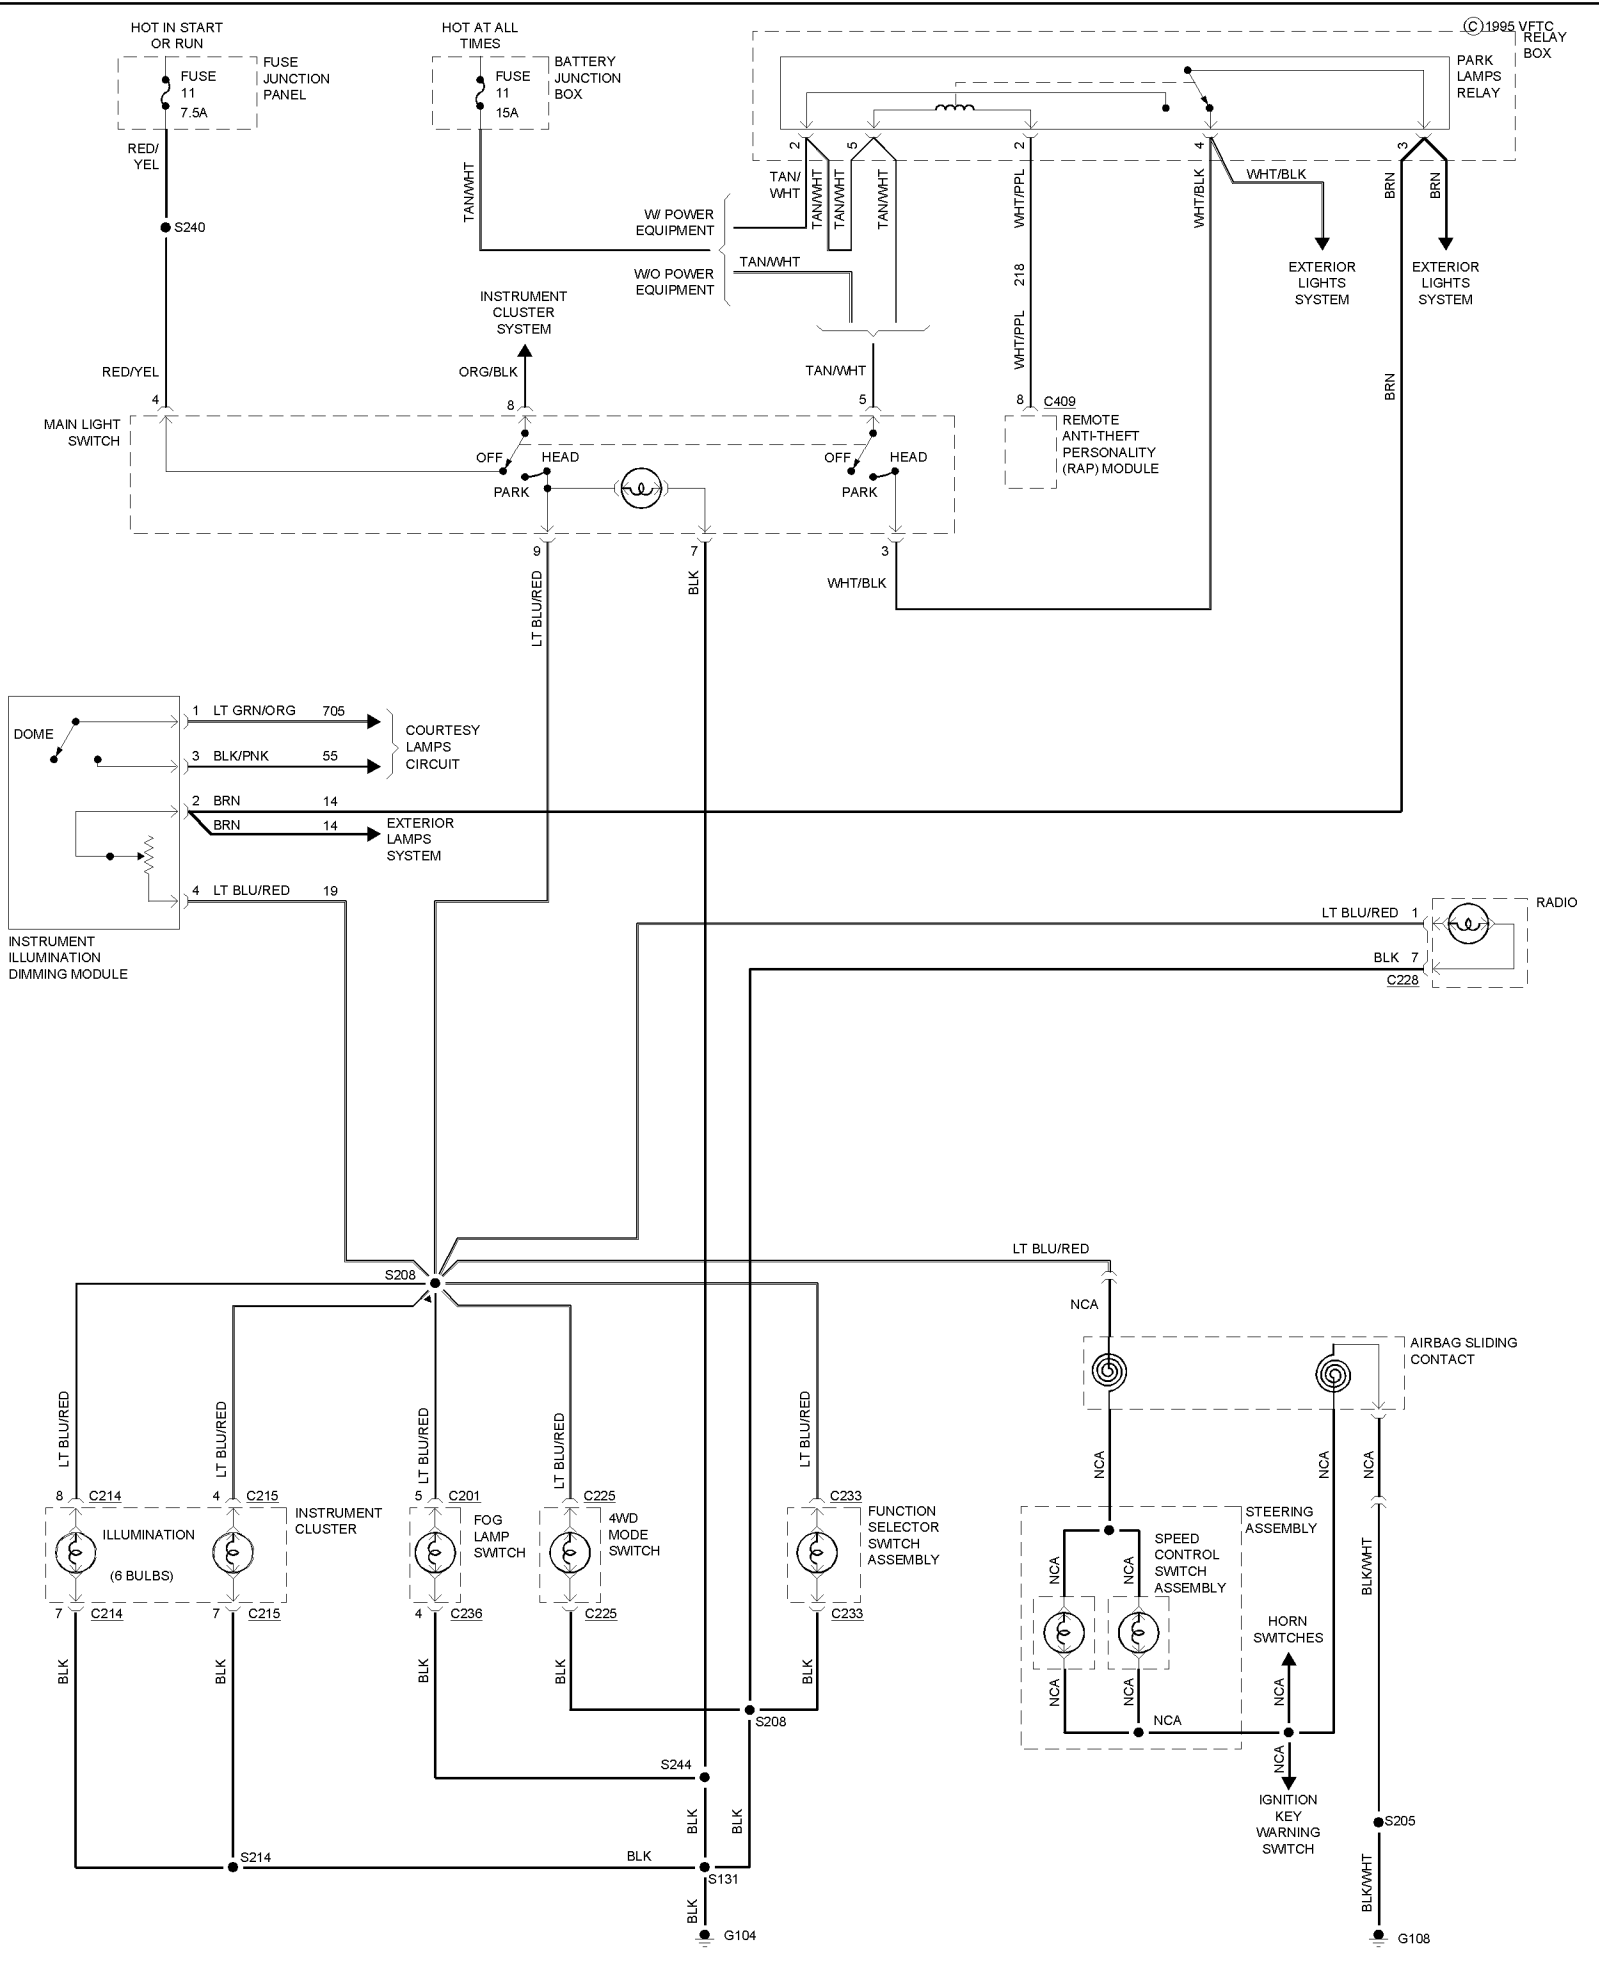 HOT IN START
OR RUN
HOT AT ALL
TIMES
© 1995 VFTC
RELAY
BOX
FUSE
11
7.5A
FUSE
JUNCTION
PANEL
FUSE
11
15A
BATTERY
JUNCTION
BOX
PARK
LAMPS
RELAY
RED/
YEL
TAN/WHT
2
5
2
4
3
TAN/
WHT
TAN/WHT
TAN/WHT
TAN/WHT
WHT/PPL
WHT/BLK
WHT/BLK
BRN
BRN
S240
W/ POWER
EQUIPMENT
W/O POWER
EQUIPMENT
TAN/WHT
218
EXTERIOR
LIGHTS
SYSTEM
EXTERIOR
LIGHTS
SYSTEM
INSTRUMENT
CLUSTER
SYSTEM
WHT/PPL
RED/YEL
ORG/BLK
TAN/WHT
BRN
4
8
5
8
C409
MAIN LIGHT
SWITCH
REMOTE
ANTI-THEFT
PERSONALITY
(RAP) MODULE
OFF
HEAD
PARK
OFF
HEAD
PARK
9
7
3
LT BLU/RED
BLK
WHT/BLK
DOME
1 LT GRN/ORG 705
3 BLK/PNK 55
COURTESY
LAMPS
CIRCUIT
2 BRN 14
BRN 14
EXTERIOR
LAMPS
SYSTEM
4 LT BLU/RED 19
INSTRUMENT
ILLUMINATION
DIMMING MODULE
LT BLU/RED 1
RADIO
BLK 7
C228
LT BLU/RED
S208
NCA
AIRBAG SLIDING
CONTACT
LT BLU/RED
LT BLU/RED
LT BLU/RED
LT BLU/RED
LT BLU/RED
NCA
NCA
NCA
8 C214
4 C215
5 C201
C225
C233
INSTRUMENT
CLUSTER
ILLUMINATION
(6 BULBS)
FOG
LAMP
SWITCH
4WD
MODE
SWITCH
FUNCTION
SELECTOR
SWITCH
ASSEMBLY
STEERING
ASSEMBLY
SPEED
CONTROL
SWITCH
ASSEMBLY
NCA
NCA
BLK/WHT
7 C214
7 C215
4 C236
C225
C233
HORN
SWITCHES
BLK
BLK
BLK
BLK
BLK
NCA
NCA
NCA
NCA
S208
NCA
S244
IGNITION
KEY
WARNING
SWITCH
BLK
BLK
S205
S214
BLK
S131
BLK
BLK/WHT
G104
G108